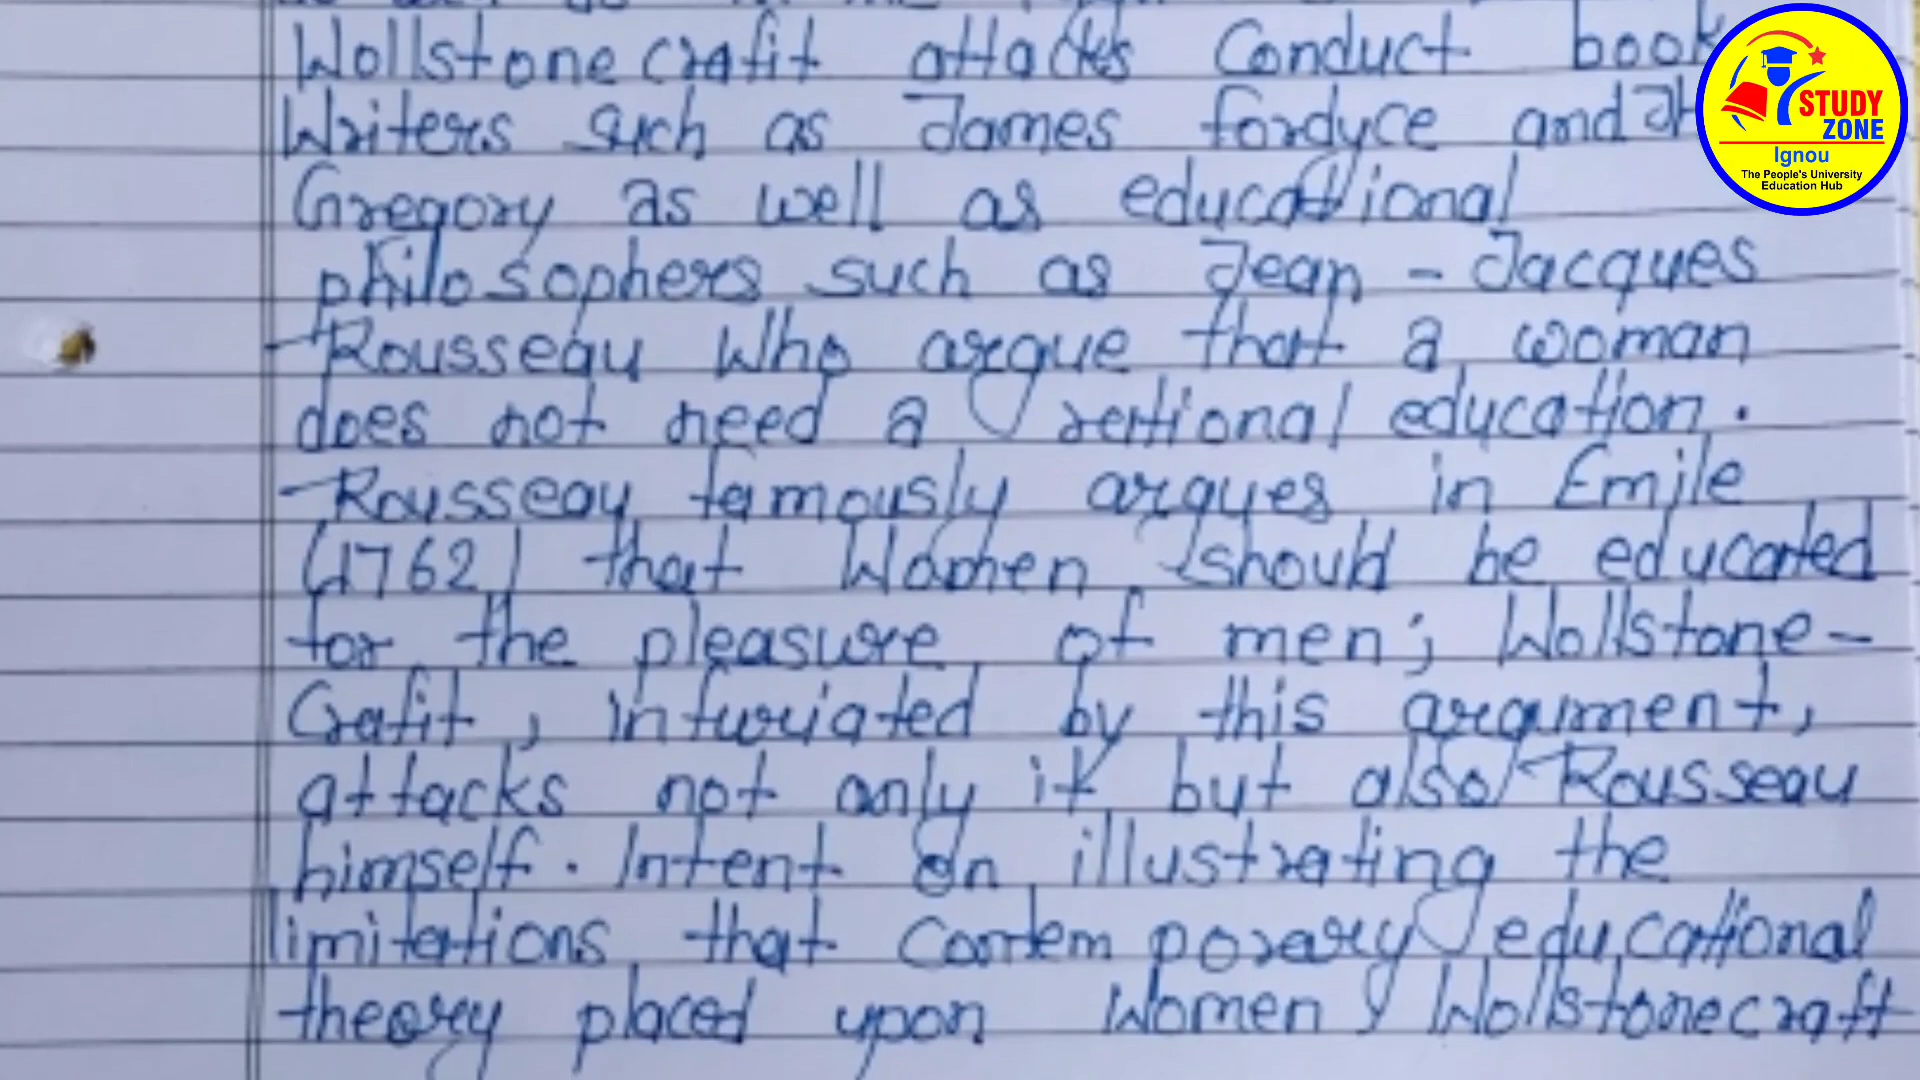 Wollstonecrafit attacks Conduct book
Writers such as James fordyce and
Gregory as well as educational
philosophers such as Jean - Jacques
Rousseau Who argue that a woman
does not need a rational education.
Rousseau famously argues in Emile
(1762) that Women should be educated
for the pleasure of men; Wollstone-
Crafit, infuriated by this argument,
attacks not only it but also Rousseau
himself. Intent on illustrating the
limitations that Contemporary educational
theory placed upon Women, Wollstonecraft
STUDY
ZONE
Ignou
The People's University
Education Hub